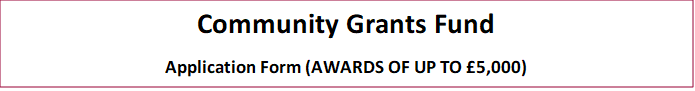 Community Grants Fund
Application Form (AWARDS OF UP TO £5,000)